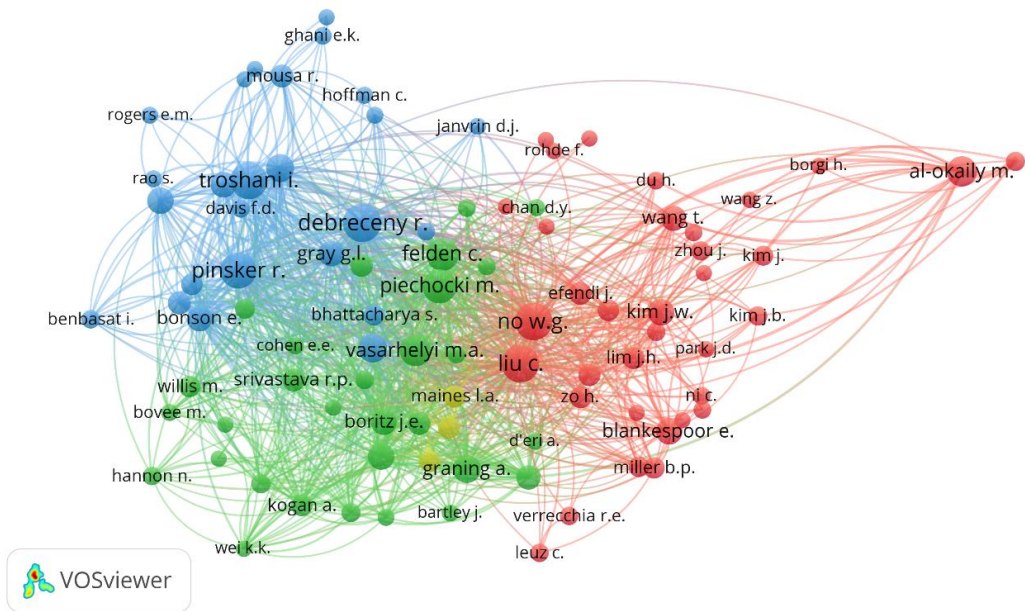 ghani e.k.
mousa r.
hoffman c.
rogers e.m.
janvrin d.j.
rohde f.
borgi h.
al-okaily m.
rao s.
troshani i.
du h.
davis f.d.
chan d.y.
wang z.
debreceny r.
wang t.
gray g.l.
felden c.
zhou j.
kim j.
pinsker r.
piechocki m.
efendi j.
benbasat i.
bonson e.
bhattacharya s.
no w.g.
kim j.w.
kim j.b.
cohen e.e.
vasarhelyi m.a.
liu c.
lim j.h.
park j.d.
willis m.
srivastava r.p.
maines l.a.
zo h.
ni c.
bovee m.
boritz j.e.
d'eri a.
blankespoor e.
hannon n.
graning a.
miller b.p.
kogan a.
bartley j.
verrecchia r.e.
wei k.k.
leuz c.
VOSviewer